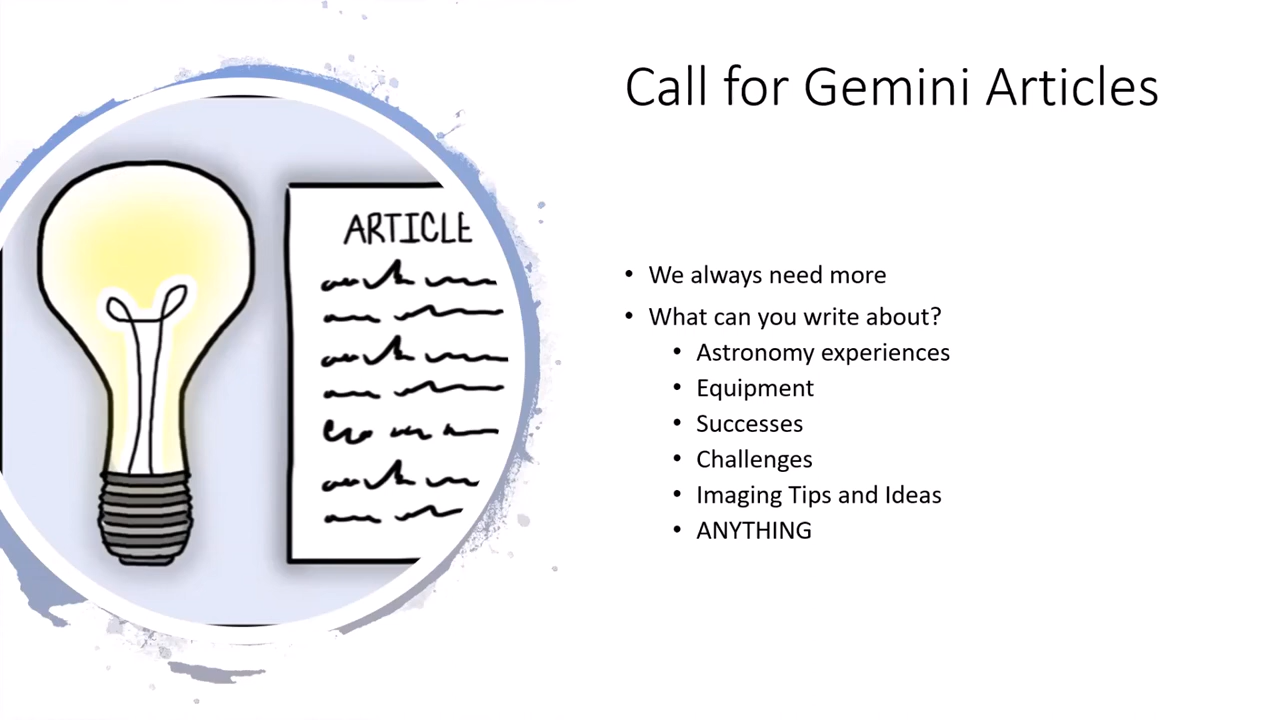 Call for Gemini Articles
ARTICLE
• We always need more
• What can you write about?
• Astronomy experiences
• Equipment
• Successes
• Challenges
• Imaging Tips and Ideas
• ANYTHING